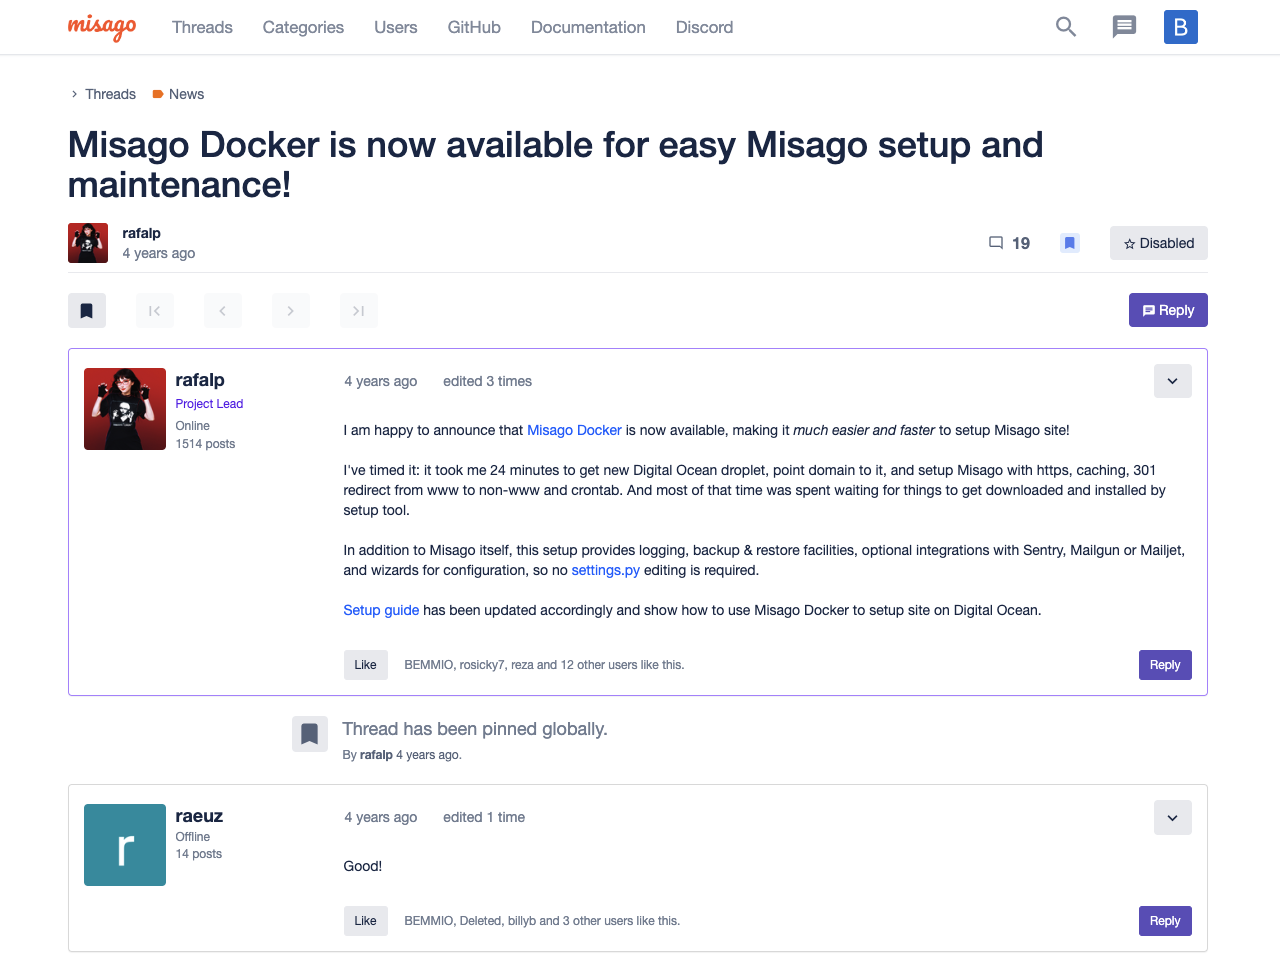 misago Threads Categories Users GitHub Documentation Discord B
Threads News
Misago Docker is now available for easy Misago setup and
maintenance!
rafalp
4 years ago
19
Disabled
Reply
rafalp
Project Lead
Online
1514 posts
4 years ago edited 3 times
I am happy to announce that Misago Docker is now available, making it much easier and faster to setup Misago site!
I've timed it: it took me 24 minutes to get new Digital Ocean droplet, point domain to it, and setup Misago with https, caching, 301
redirect from www to non-www and crontab. And most of that time was spent waiting for things to get downloaded and installed by
setup tool.
In addition to Misago itself, this setup provides logging, backup & restore facilities, optional integrations with Sentry, Mailgun or Mailjet,
and wizards for configuration, so no settings.py editing is required.
Setup guide has been updated accordingly and show how to use Misago Docker to setup site on Digital Ocean.
Like BEMMIO, rosicky7, reza and 12 other users like this. Reply
Thread has been pinned globally.
By rafalp 4 years ago.
r
raeuz
Offline
14 posts
4 years ago edited 1 time
Good!
Like BEMMIO, Deleted, billyb and 3 other users like this. Reply